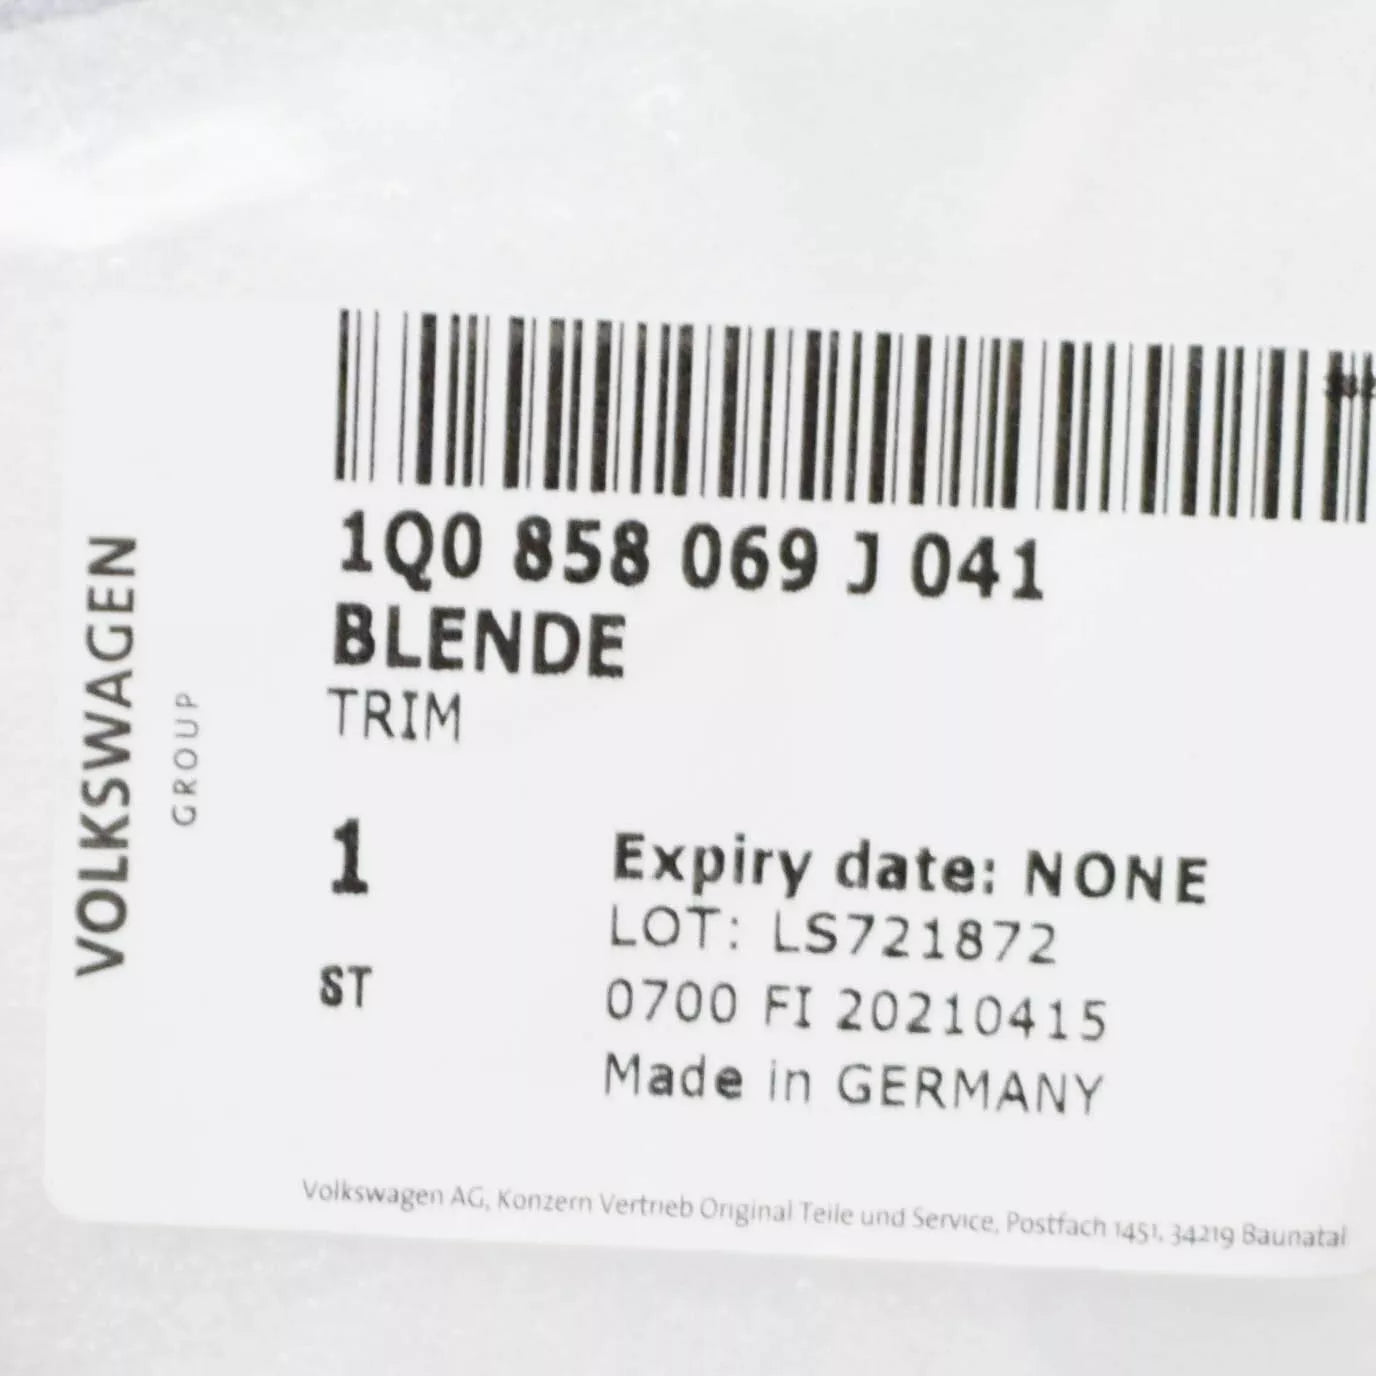 VOLKSWAGEN
GROUP
1Q0 858 069 J 041
BLENDE
TRIM
1
ST
Expiry date: NONE
LOT: LS721872
0700 FI 20210415
Made in GERMANY
Volkswagen AG, Konzern Vertrieb Original Teile und Service, Postfach 1451, 34219 Baunatal